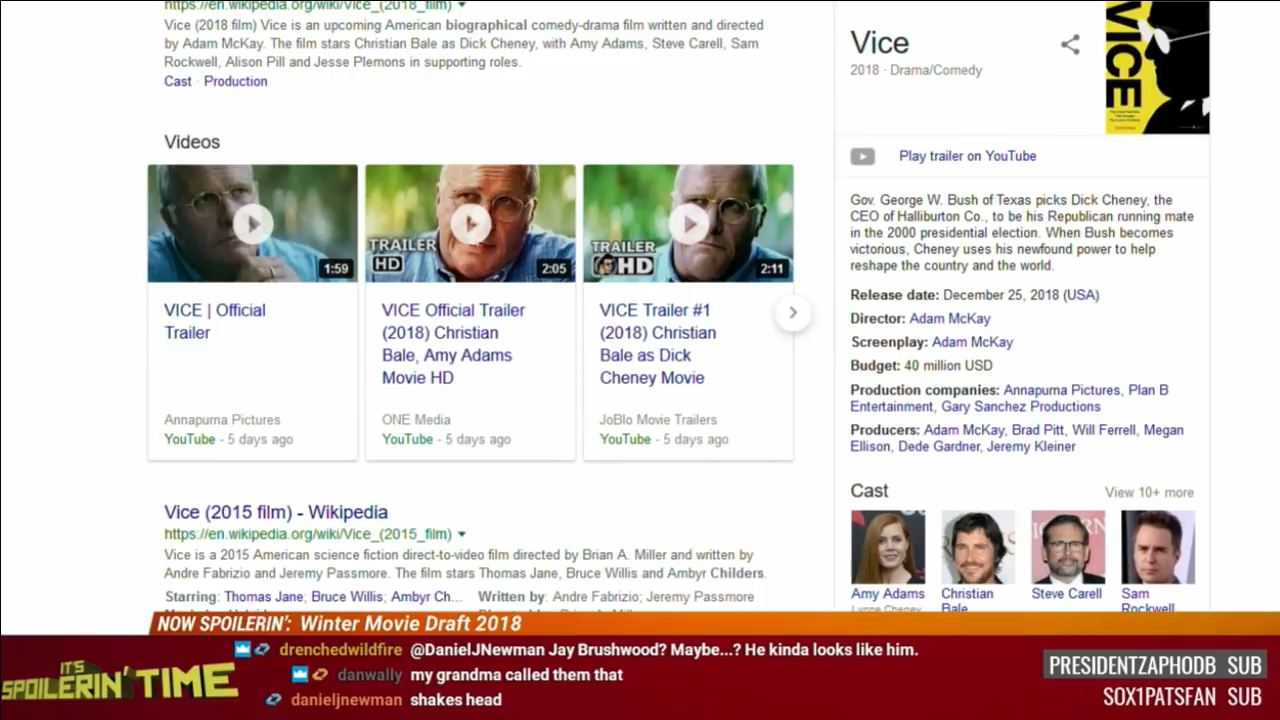 https://en.wikipedia.org/wiki/Vice_(2018_film)
Vice (2018 film) Vice is an upcoming American biographical comedy-drama film written and directed
by Adam McKay. The film stars Christian Bale as Dick Cheney, with Amy Adams, Steve Carell, Sam
Rockwell, Alison Pill and Jesse Plemons in supporting roles.
Cast · Production
Videos
1:59
TRAILER
HD
2:05
TRAILER
HD
2:11
VICE | Official
Trailer
Annapurna Pictures
YouTube - 5 days ago
VICE Official Trailer
(2018) Christian
Bale, Amy Adams
Movie HD
ONE Media
YouTube - 5 days ago
VICE Trailer #1
(2018) Christian
Bale as Dick
Cheney Movie
JoBlo Movie Trailers
YouTube - 5 days ago
Vice (2015 film) - Wikipedia
https://en.wikipedia.org/wiki/Vice_(2015_film)
Vice is a 2015 American science fiction direct-to-video film directed by Brian A. Miller and written by
Andre Fabrizio and Jeremy Passmore. The film stars Thomas Jane, Bruce Willis and Ambyr Childers.
Starring: Thomas Jane; Bruce Willis; Ambyr Ch... Written by: Andre Fabrizio; Jeremy Passmore
Vice
2018 · Drama/Comedy
VICE
Play trailer on YouTube
Gov. George W. Bush of Texas picks Dick Cheney, the
CEO of Halliburton Co., to be his Republican running mate
in the 2000 presidential election. When Bush becomes
victorious, Cheney uses his newfound power to help
reshape the country and the world.
Release date: December 25, 2018 (USA)
Director: Adam McKay
Screenplay: Adam McKay
Budget: 40 million USD
Production companies: Annapurna Pictures, Plan B
Entertainment, Gary Sanchez Productions
Producers: Adam McKay, Brad Pitt, Will Ferrell, Megan
Ellison, Dede Gardner, Jeremy Kleiner
Cast
View 10+ more
Amy Adams
Lynne Cheney
Christian
Bale
Steve Carell
Sam
Rockwell
NOW SPOILERIN': Winter Movie Draft 2018
IT'S
SPOILERIN' TIME
drenchedwildfire @DanielJNewman Jay Brushwood? Maybe...? He kinda looks like him.
danwally my grandma called them that
danieljnewman shakes head
PRESIDENTZAPHODB SUB
SOX1PATSFAN SUB